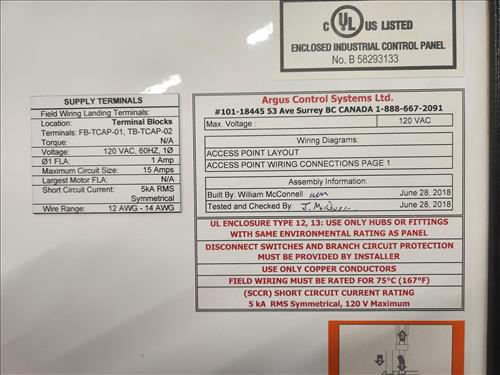 C UL US LISTED
ENCLOSED INDUSTRIAL CONTROL PANEL
No. B 58293133
SUPPLY TERMINALS
Field Wiring Landing Terminals:
Location: Terminal Blocks
Terminals: FB-TCAP-01, TB-TCAP-02
Torque: N/A
Voltage: 120 VAC, 60HZ, 1Ø
Ø1 FLA: 1 Amp
Maximum Circuit Size: 15 Amps
Largest Motor FLA: N/A
Short Circuit Current: 5kA RMS
Symmetrical
Wire Range: 12 AWG - 14 AWG
Argus Control Systems Ltd.
#101-18445 53 Ave Surrey BC CANADA 1-888-667-2091
Max. Voltage : 120 VAC
Wiring Diagrams:
ACCESS POINT LAYOUT
ACCESS POINT WIRING CONNECTIONS PAGE 1
Assembly Information:
Built By: William McConnell June 28, 2018
Tested and Checked By: June 28, 2018
UL ENCLOSURE TYPE 12, 13: USE ONLY HUBS OR FITTINGS
WITH SAME ENVIRONMENTAL RATING AS PANEL
DISCONNECT SWITCHES AND BRANCH CIRCUIT PROTECTION
MUST BE PROVIDED BY INSTALLER
USE ONLY COPPER CONDUCTORS
FIELD WIRING MUST BE RATED FOR 75°C (167°F)
(SCCR) SHORT CIRCUIT CURRENT RATING
5 kA RMS Symmetrical, 120 V Maximum